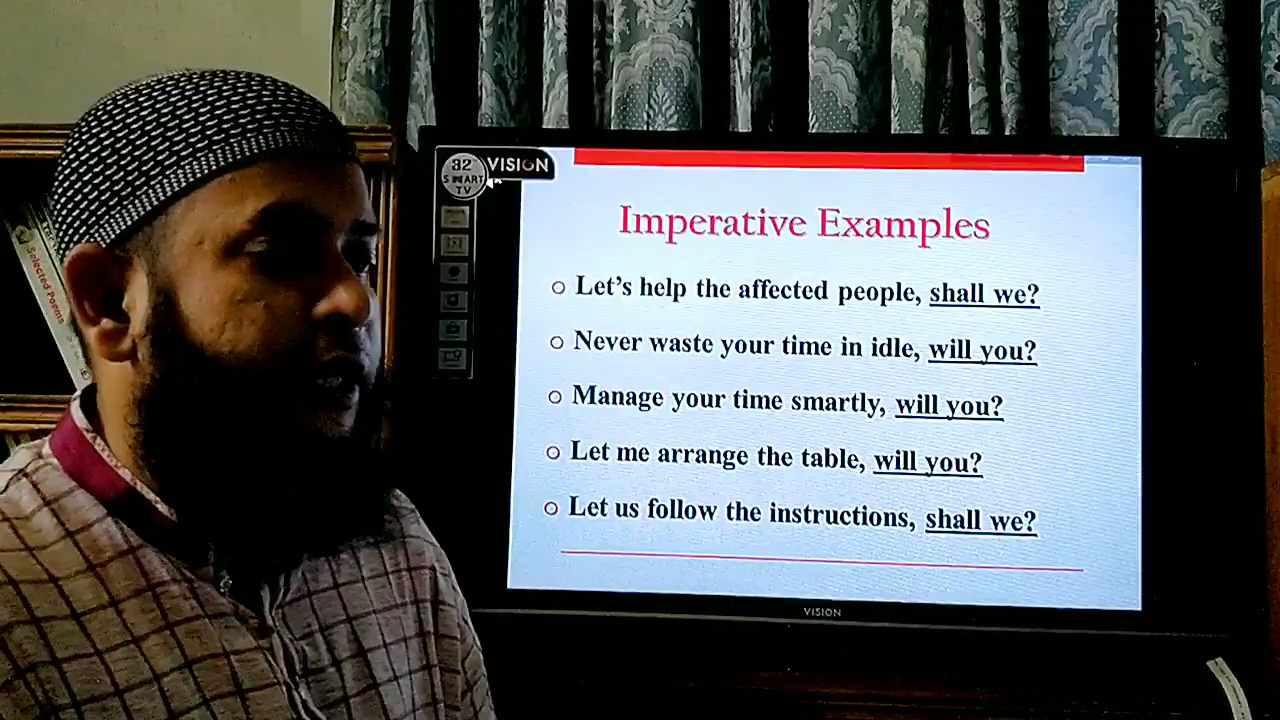 32
SMART
TV
VISION
Imperative Examples
Let's help the affected people, shall we?
Never waste your time in idle, will you?
Manage your time smartly, will you?
Let me arrange the table, will you?
Let us follow the instructions, shall we?
VISION
Selected Poems